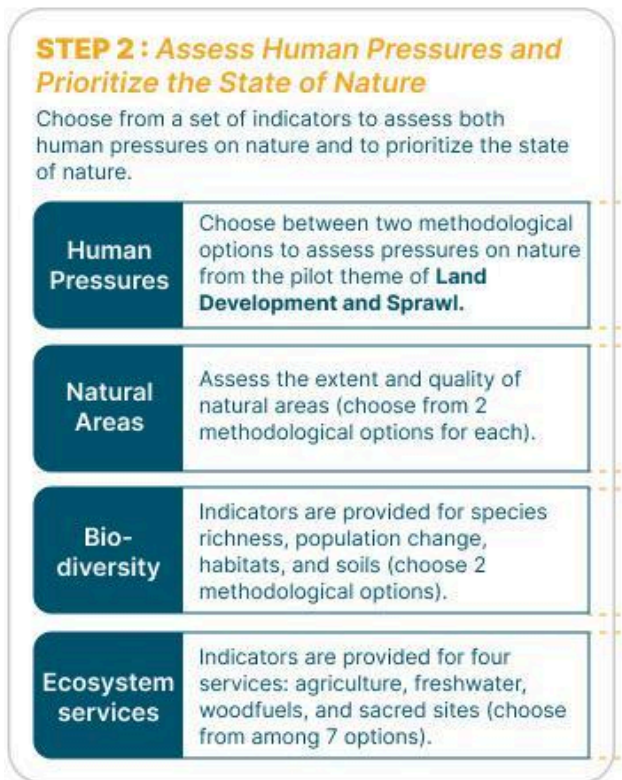 STEP 2 : Assess Human Pressures and
Prioritize the State of Nature
Choose from a set of indicators to assess both
human pressures on nature and to prioritize the state
of nature.
Human
Pressures
Choose between two methodological
options to assess pressures on nature
from the pilot theme of Land
Development and Sprawl.
Natural
Areas
Assess the extent and quality of
natural areas (choose from 2
methodological options for each).
Bio-
diversity
Indicators are provided for species
richness, population change,
habitats, and soils (choose 2
methodological options).
Ecosystem
services
Indicators are provided for four
services: agriculture, freshwater,
woodfuels, and sacred sites (choose
from among 7 options).